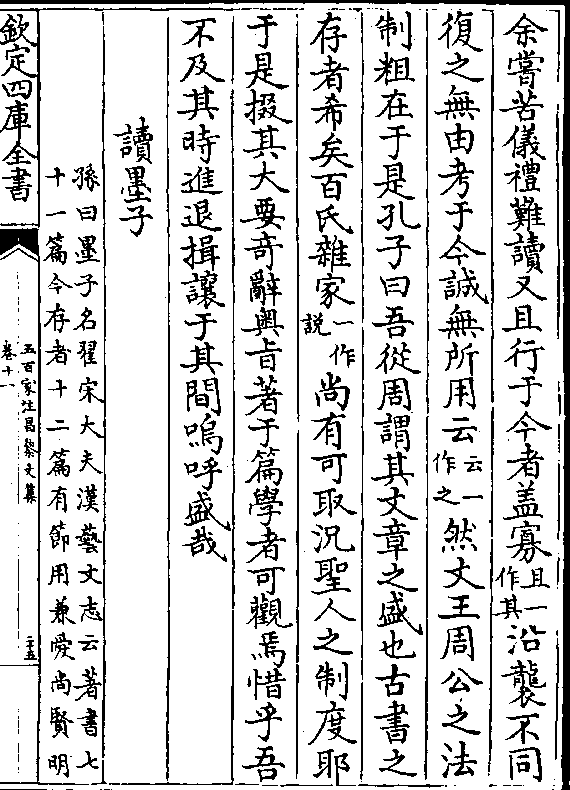 余嘗苦儀禮難讀又且行于今者蓋寡且一作其沿襲不同
復之無由考于今誠無所用云云一作之然文王周公之法
制粗在于是孔子曰吾從周謂其文章之盛也古書之
存者希矣百氏雜家一作說尚有可取況聖人之制度耶
于是掇其大要奇辭奧旨著于篇學者可觀焉惜乎吾
不及其時進退揖讓于其間嗚呼盛哉
讀墨子
孫曰墨子名翟宋大夫漢藝文志云著書七
十一篇今存者十二篇有節用兼愛尚賢明
欽定四庫全書
五百家注昌黎文集
卷十一
二十五